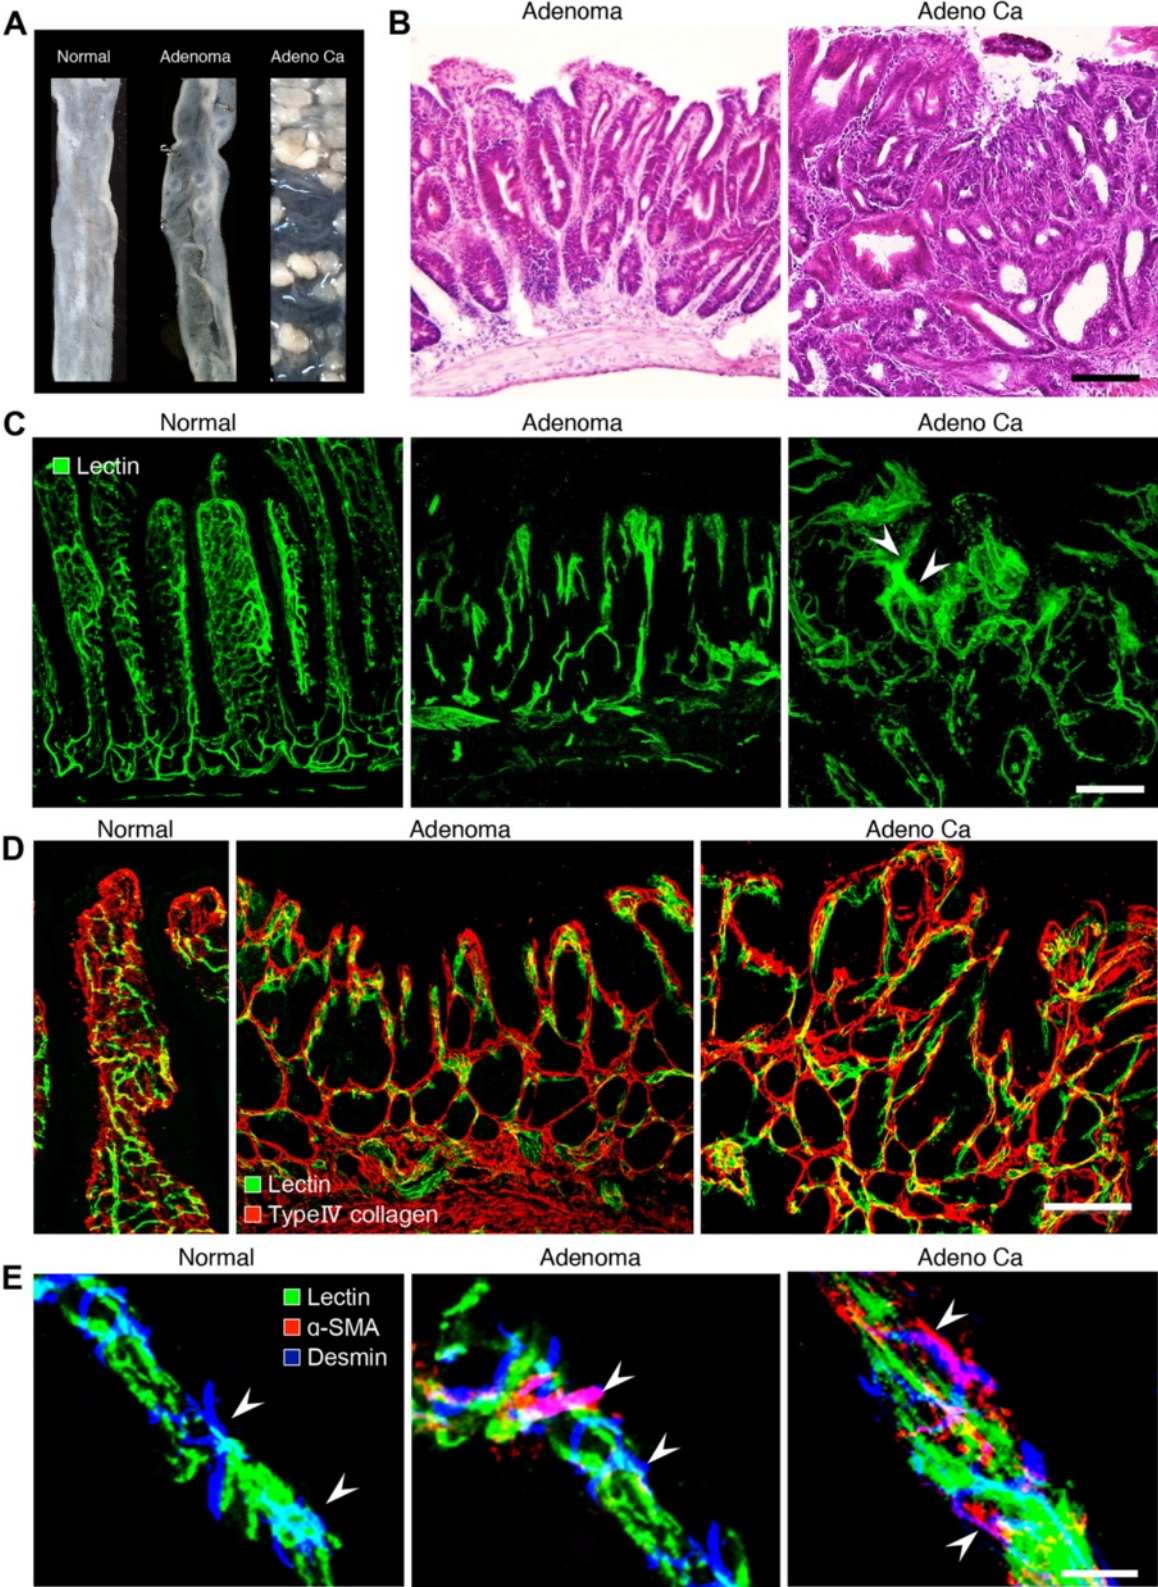 A
Normal Adenoma Adeno Ca
B
Adenoma Adeno Ca
C
Normal Adenoma Adeno Ca
Lectin
D
Normal Adenoma Adeno Ca
Lectin
TypeⅣ collagen
E
Normal Adenoma Adeno Ca
Lectin
α-SMA
Desmin